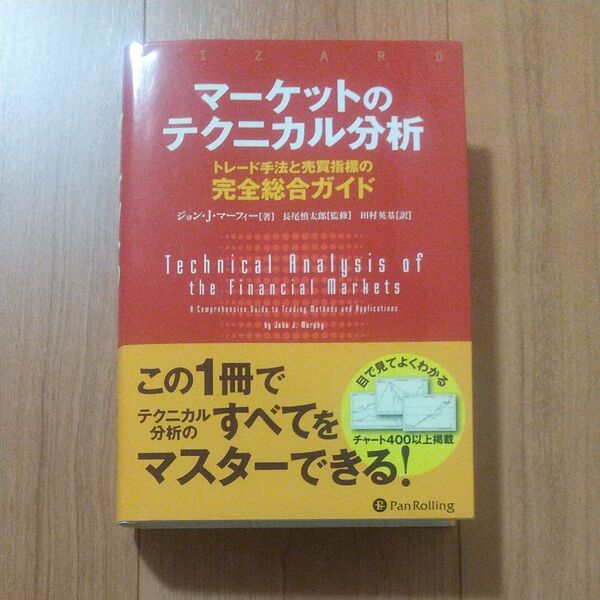 WIZARD
マーケットの
テクニカル分析
トレード手法と売買指標の
完全総合ガイド
ジョン・J・マーフィー[著] 長尾慎太郎[監修] 田村英基[訳]
Technical Analysis of
the Financial Markets
A Comprehensive Guide to Trading Methods and Applications
by John J. Murphy
この1冊で
テクニカル
分析の
すべてを
マスターできる!
目で見てよくわかる
チャート400以上掲載
Pan Rolling